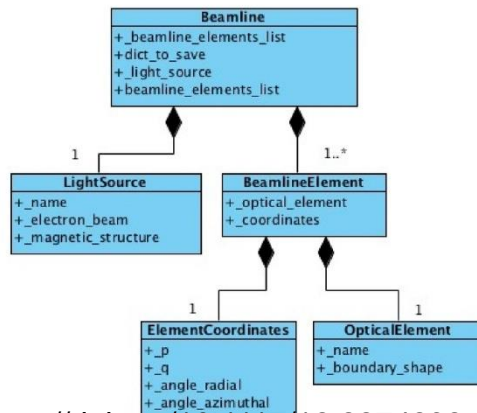 Beamline
+_beamline_elements_list
+dict_to_save
+_light_source
+beamline_elements_list
1
1..*
LightSource
+_name
+_electron_beam
+_magnetic_structure
BeamlineElement
+_optical_element
+_coordinates
1
1
ElementCoordinates
+_p
+_q
+_angle_radial
+_angle_azimuthal
OpticalElement
+_name
+_boundary_shape